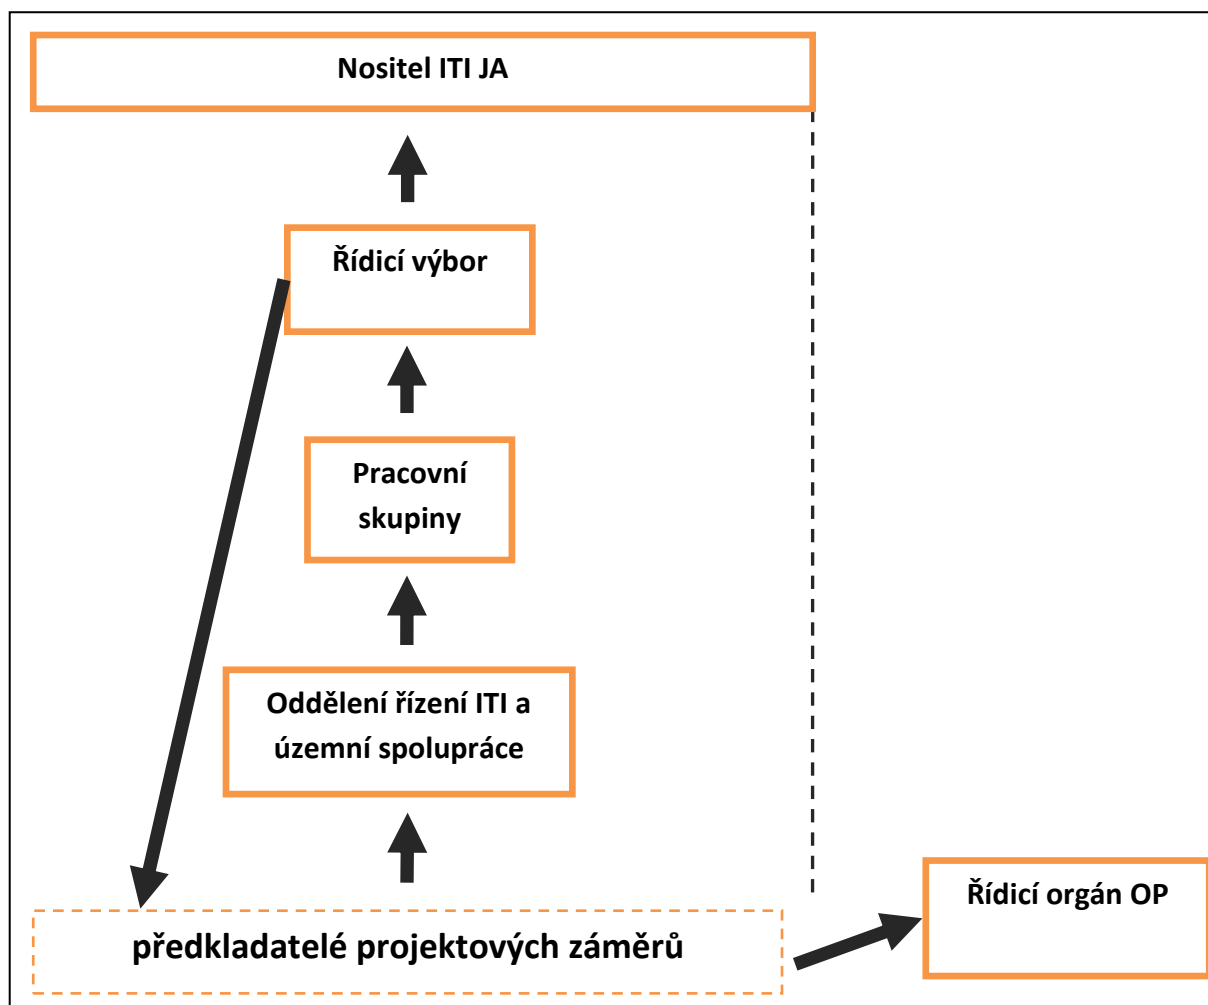 Nositel ITI JA
Řídicí výbor
Pracovní
skupiny
Oddělení řízení ITI a
územní spolupráce
předkladatelé projektových záměrů
Řídicí orgán OP